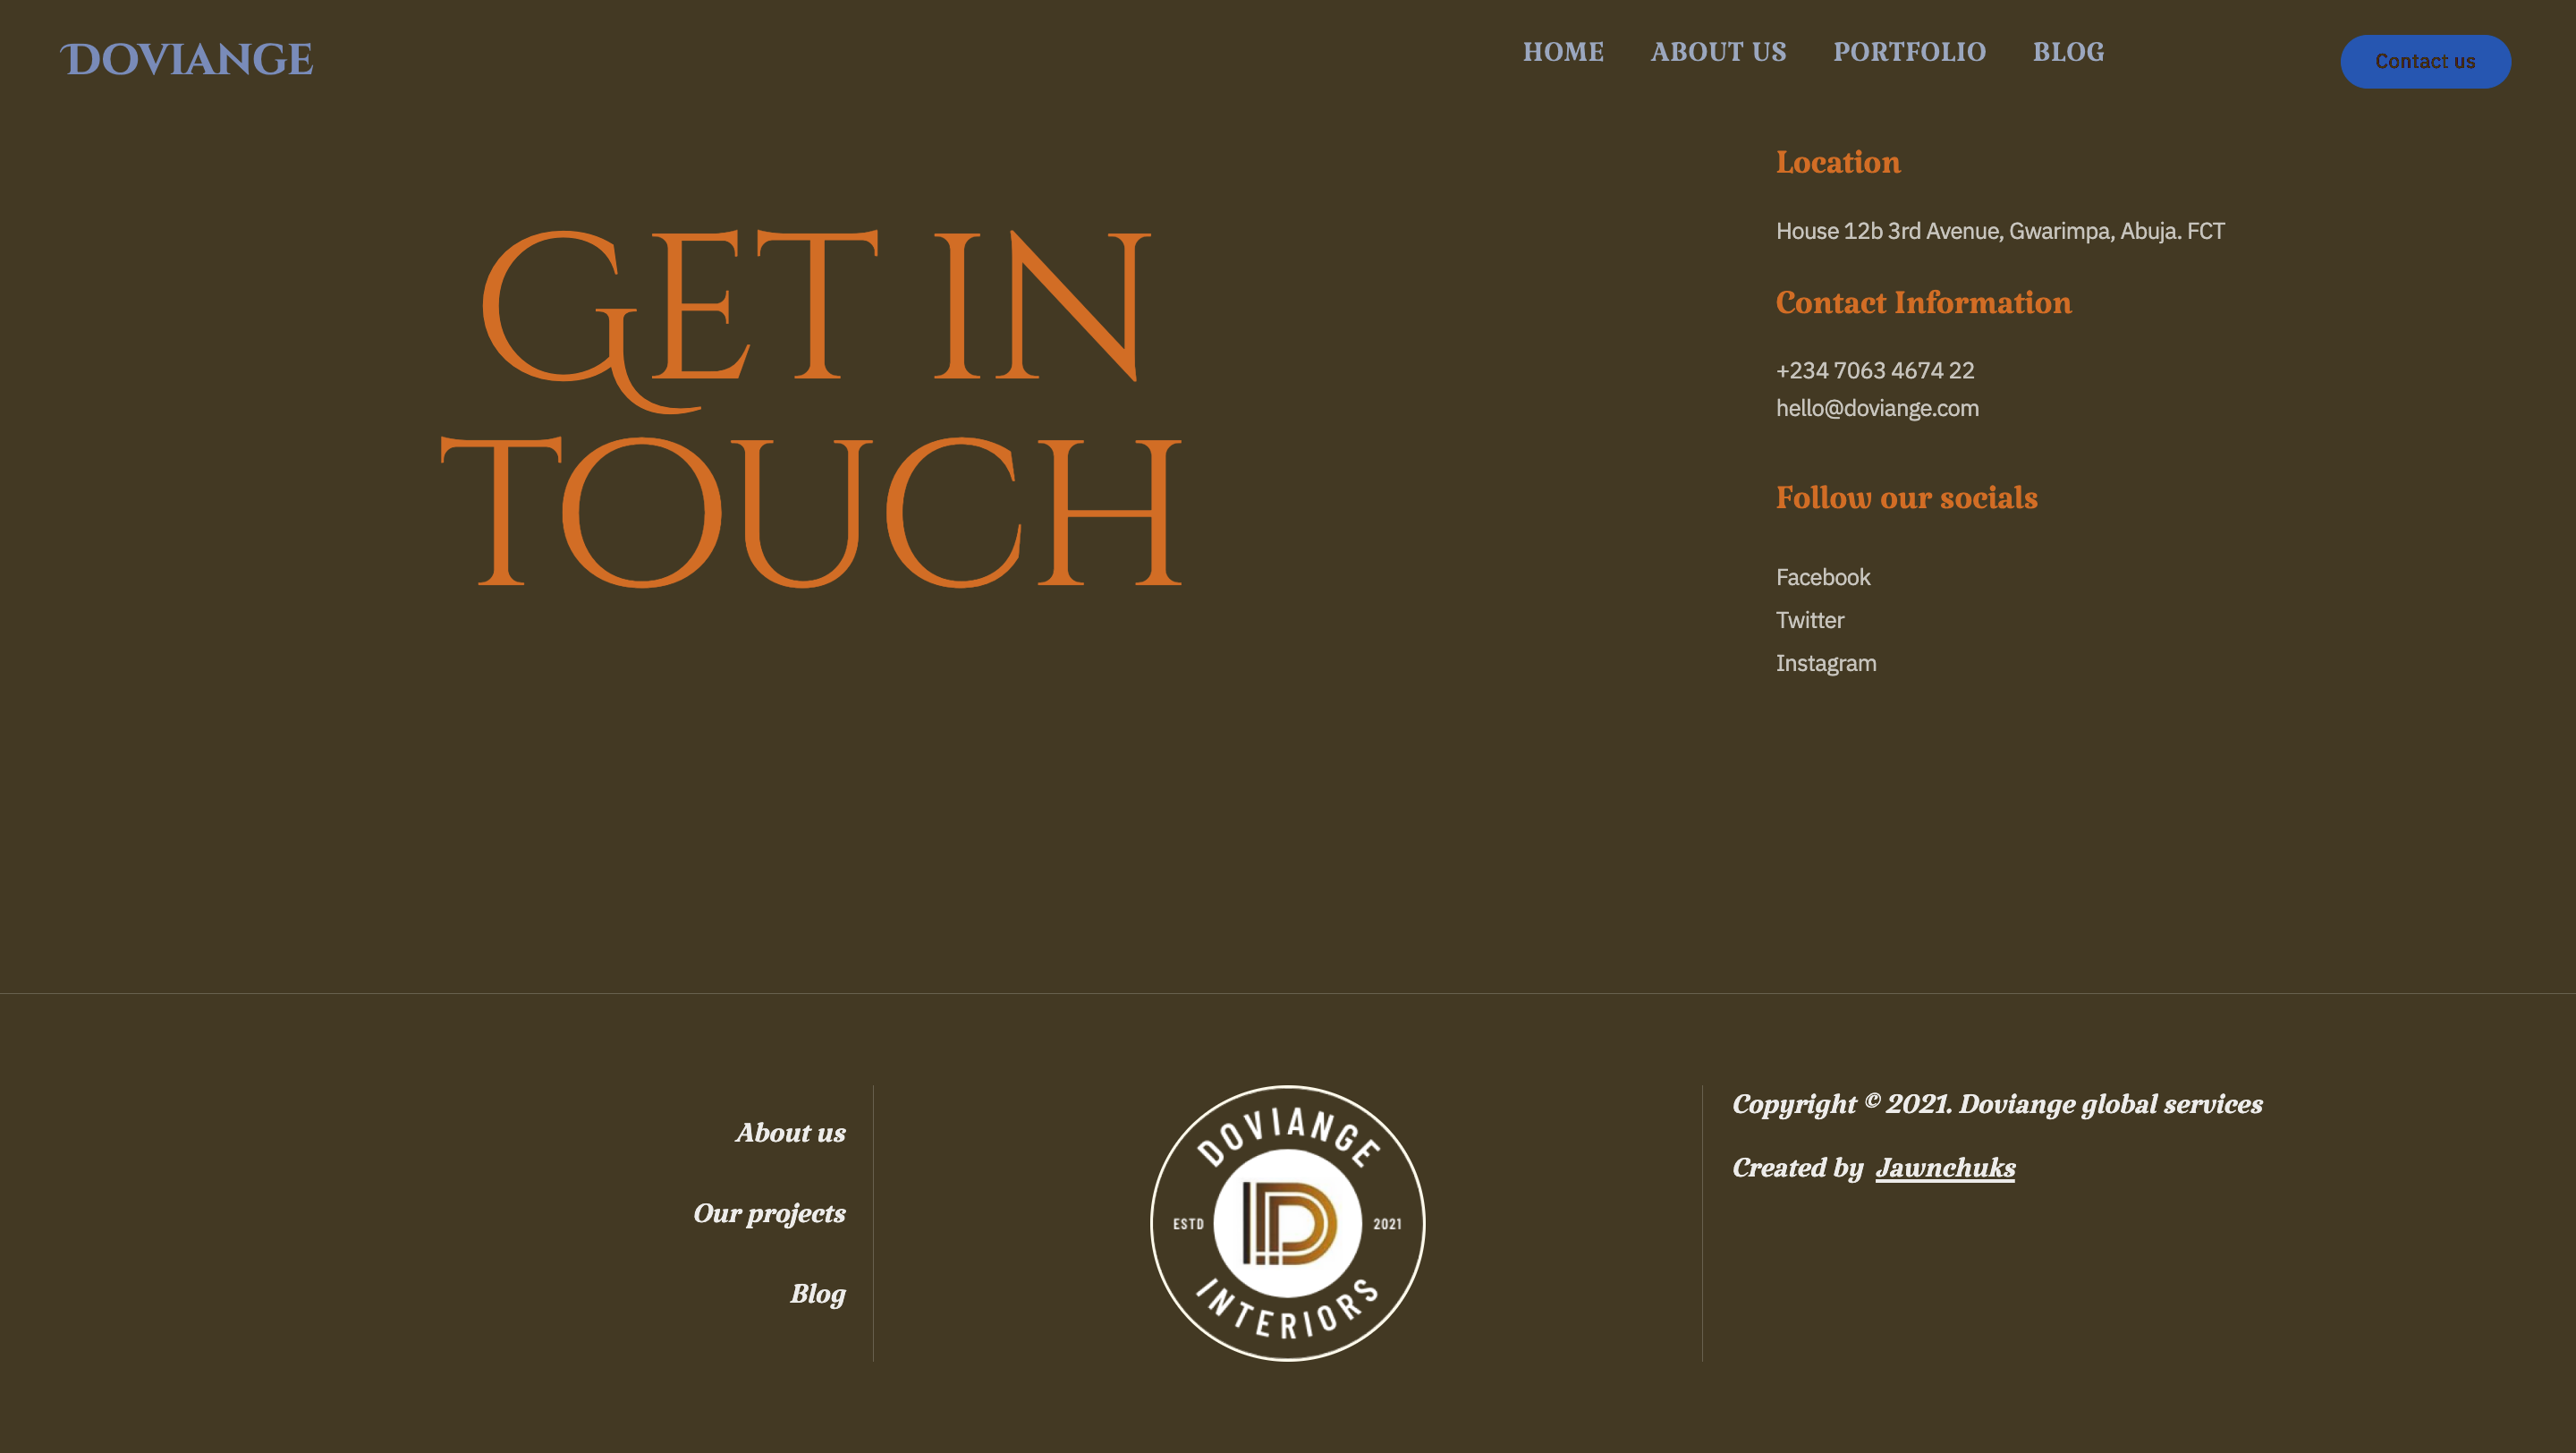 DOVIANGE
HOME ABOUT US PORTFOLIO BLOG
Contact us
GET IN
TOUCH
Location
House 12b 3rd Avenue, Gwarimpa, Abuja. FCT
Contact Information
+234 7063 4674 22
hello@doviange.com
Follow our socials
Facebook
Twitter
Instagram
About us
Our projects
Blog
DOVIANGE
ESTD 2021
INTERIORS
Copyright © 2021. Doviange global services
Created by Jawnchuks